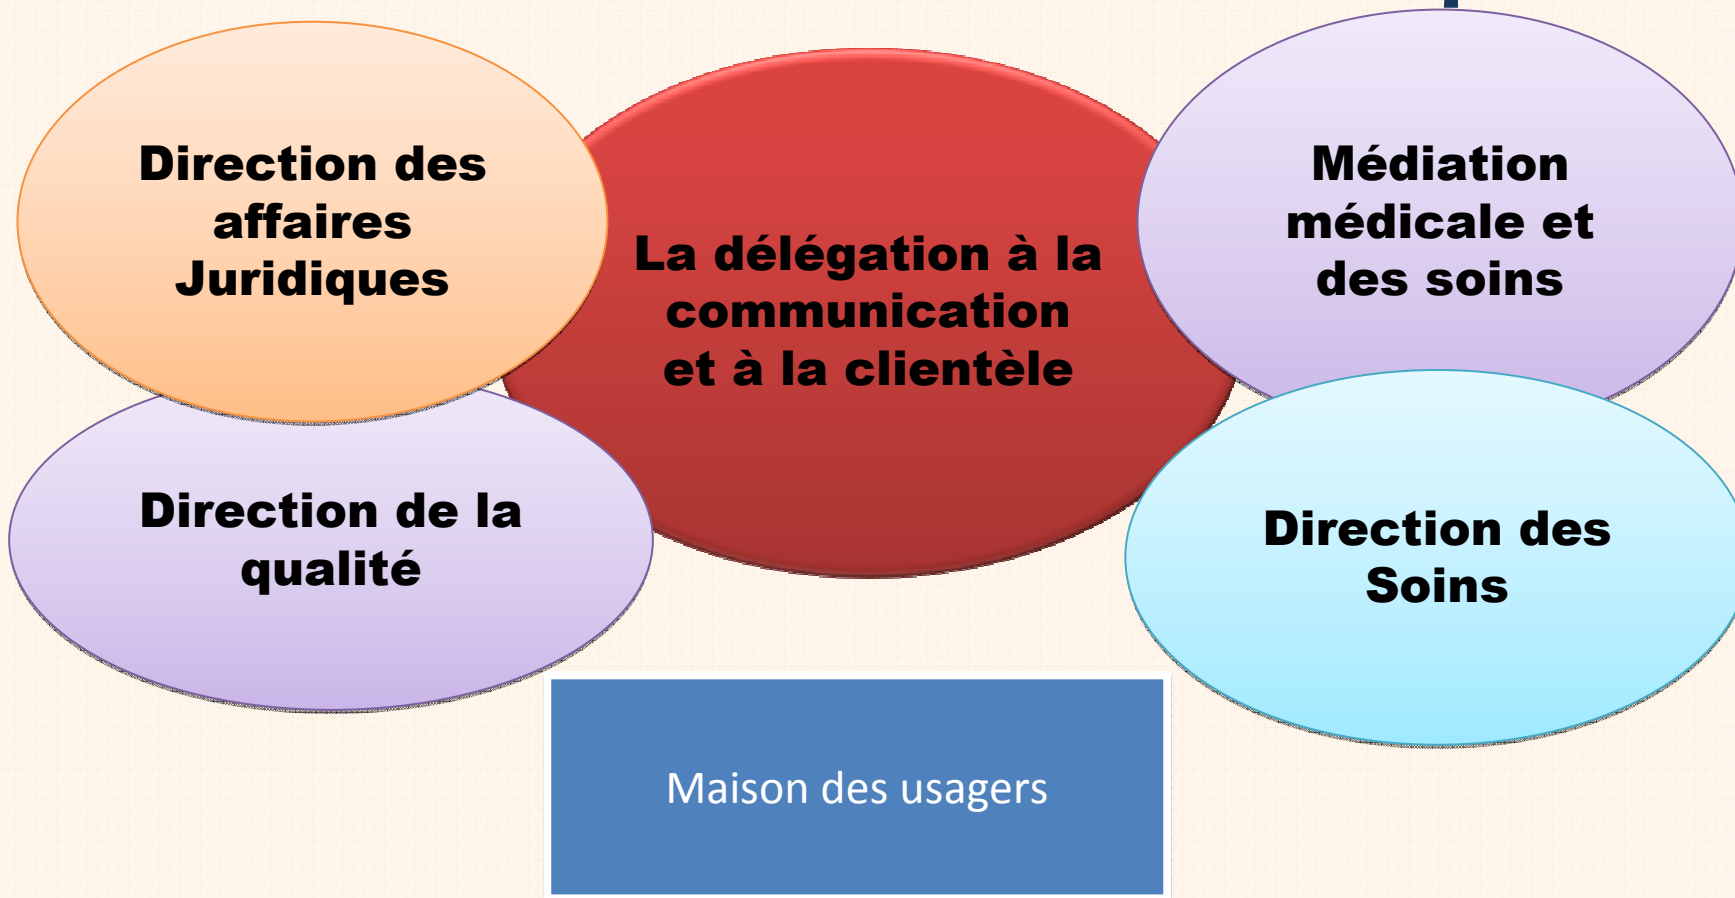 Direction des
affaires
Juridiques
La délégation à la
communication
et à la clientèle
Médiation
médicale et
des soins
Direction de la
qualité
Direction des
Soins
Maison des usagers